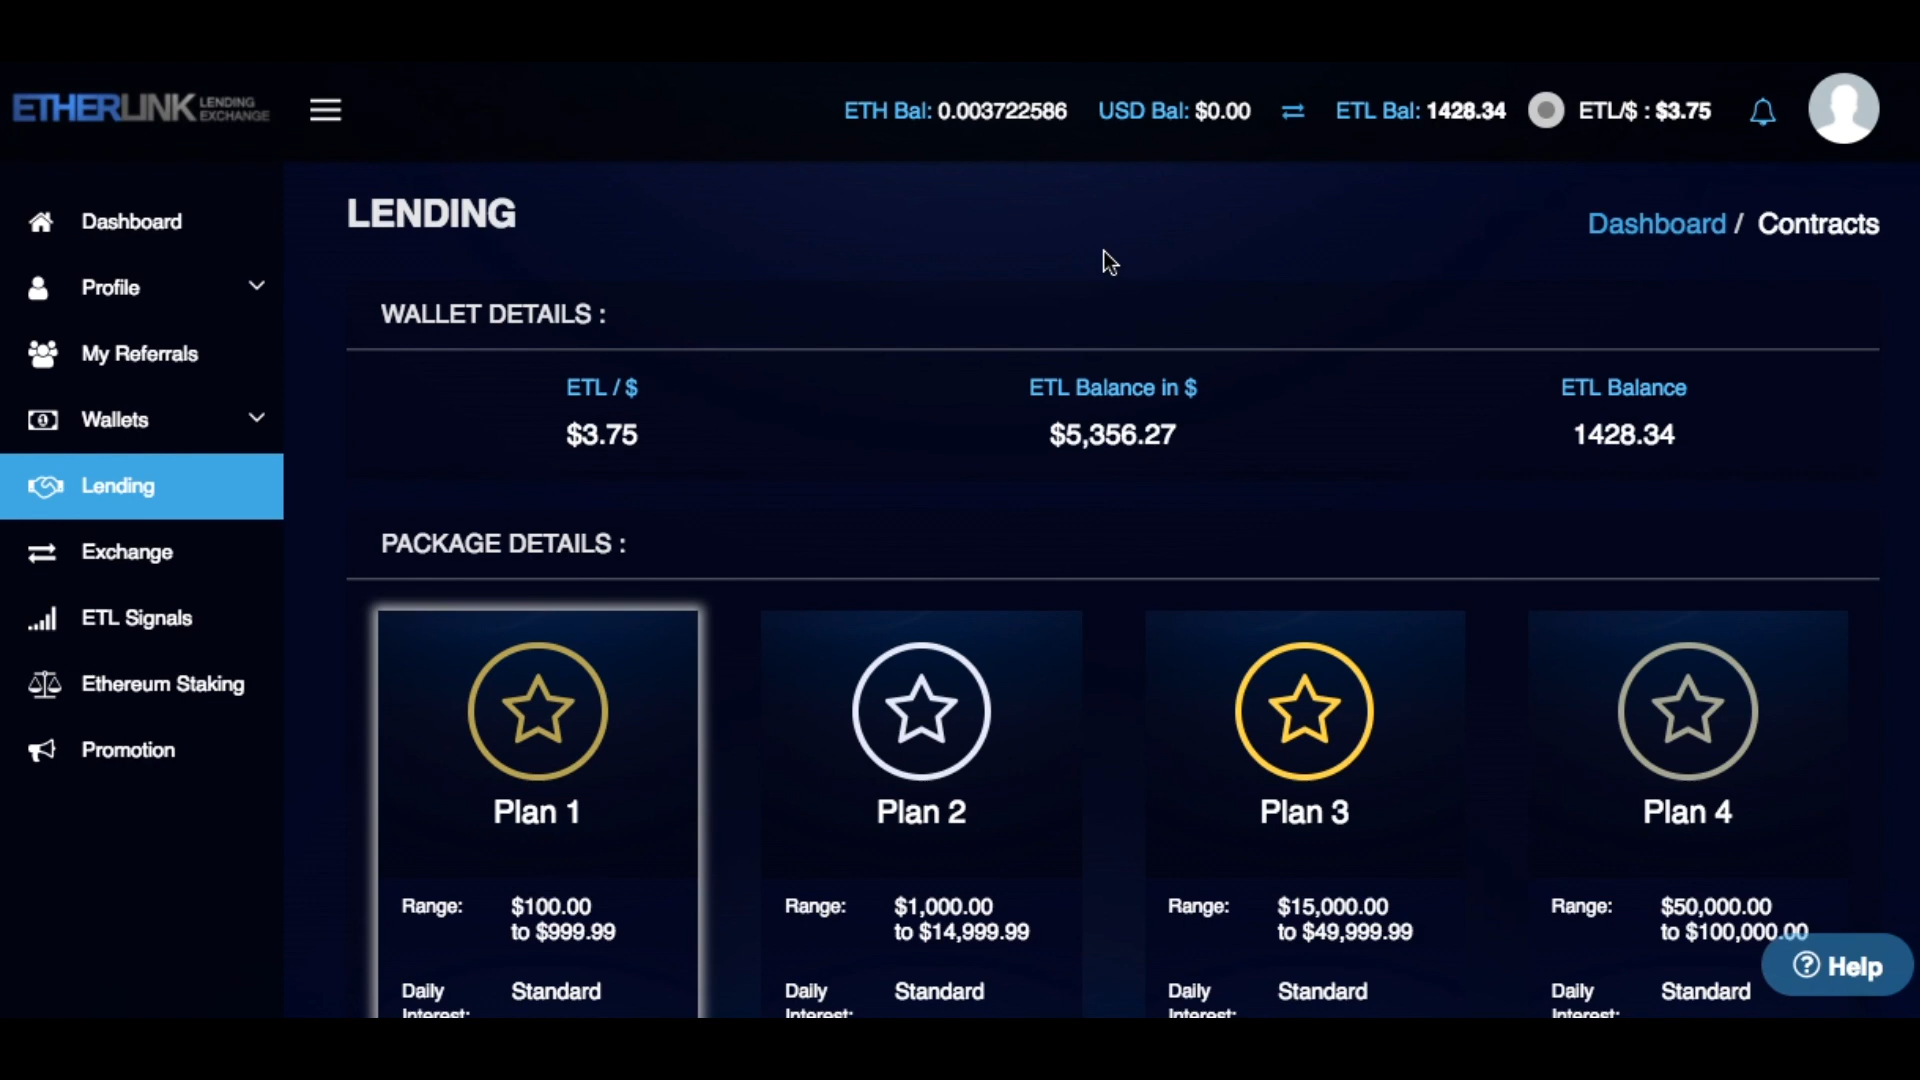 ETHERLINK LENDING EXCHANGE
ETH Bal: 0.003722586 USD Bal: $0.00 ETL Bal: 1428.34 ETL/$ : $3.75
Dashboard
Profile
My Referrals
Wallets
Lending
Exchange
ETL Signals
Ethereum Staking
Promotion
LENDING
Dashboard / Contracts
WALLET DETAILS :
ETL / $ ETL Balance in $ ETL Balance
$3.75 $5,356.27 1428.34
PACKAGE DETAILS :
Plan 1
Range: $100.00
to $999.99
Daily Standard
Interest:
Plan 2
Range: $1,000.00
to $14,999.99
Daily Standard
Interest:
Plan 3
Range: $15,000.00
to $49,999.99
Daily Standard
Interest:
Plan 4
Range: $50,000.00
to $100,000.00
Daily Standard
Interest:
Help